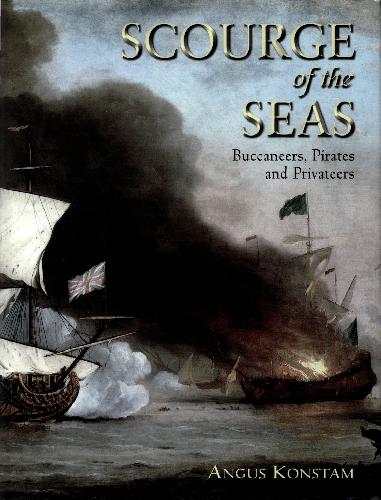 SCOURGE
of the
SEAS
Buccaneers, Pirates
and Privateers
ANGUS KONSTAM